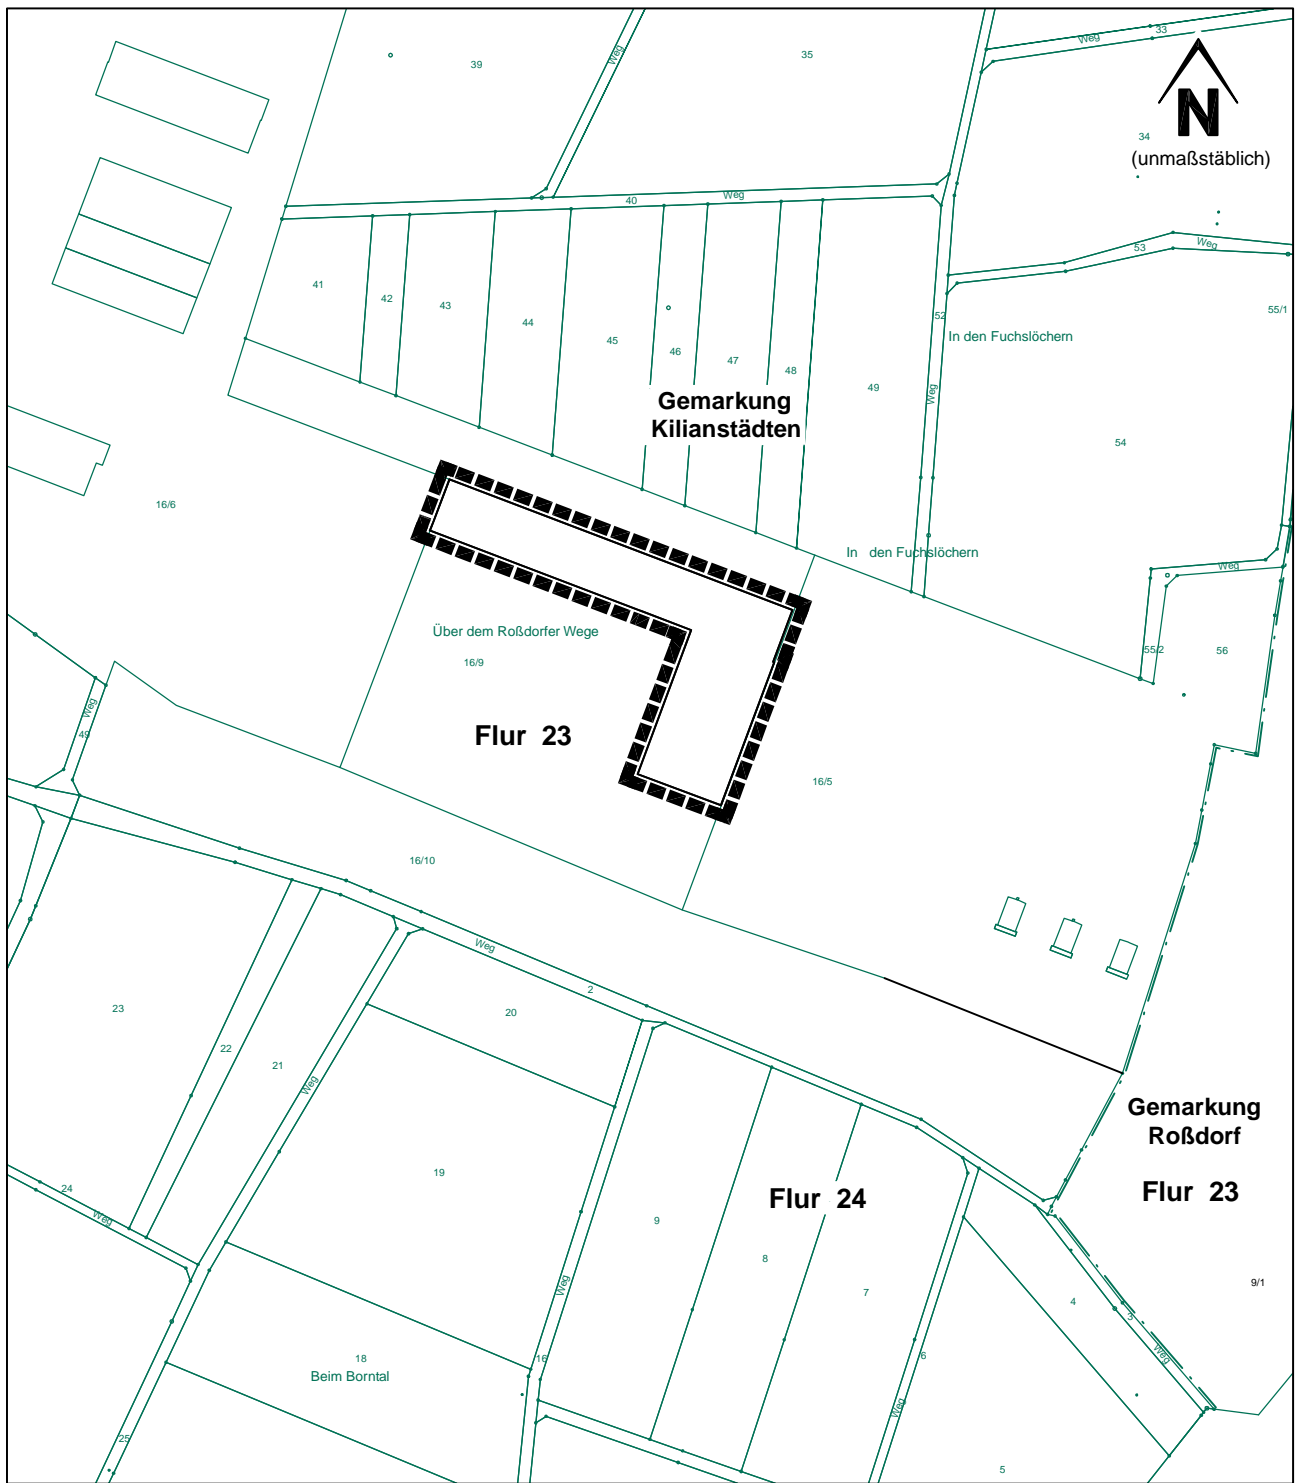 Weg
33
39
Weg
35
N
34
(unmaßstäblich)
40
Weg
53
Weg
41
42
43
44
45
46
47
48
49
52
In den Fuchslöchern
55/1
Weg
Gemarkung
Kilianstädten
54
16/6
In den Fuchslöchern
Weg
Über dem Roßdorfer Wege
16/9
55/2
56
Flur 23
Weg
49
16/5
16/10
Weg
2
23
20
22
21
Weg
Gemarkung
Roßdorf
19
24
Weg
Flur 24
Flur 23
9
8
7
Weg
9/1
4
3
Weg
18
16
6
Beim Borntal
Weg
25
5